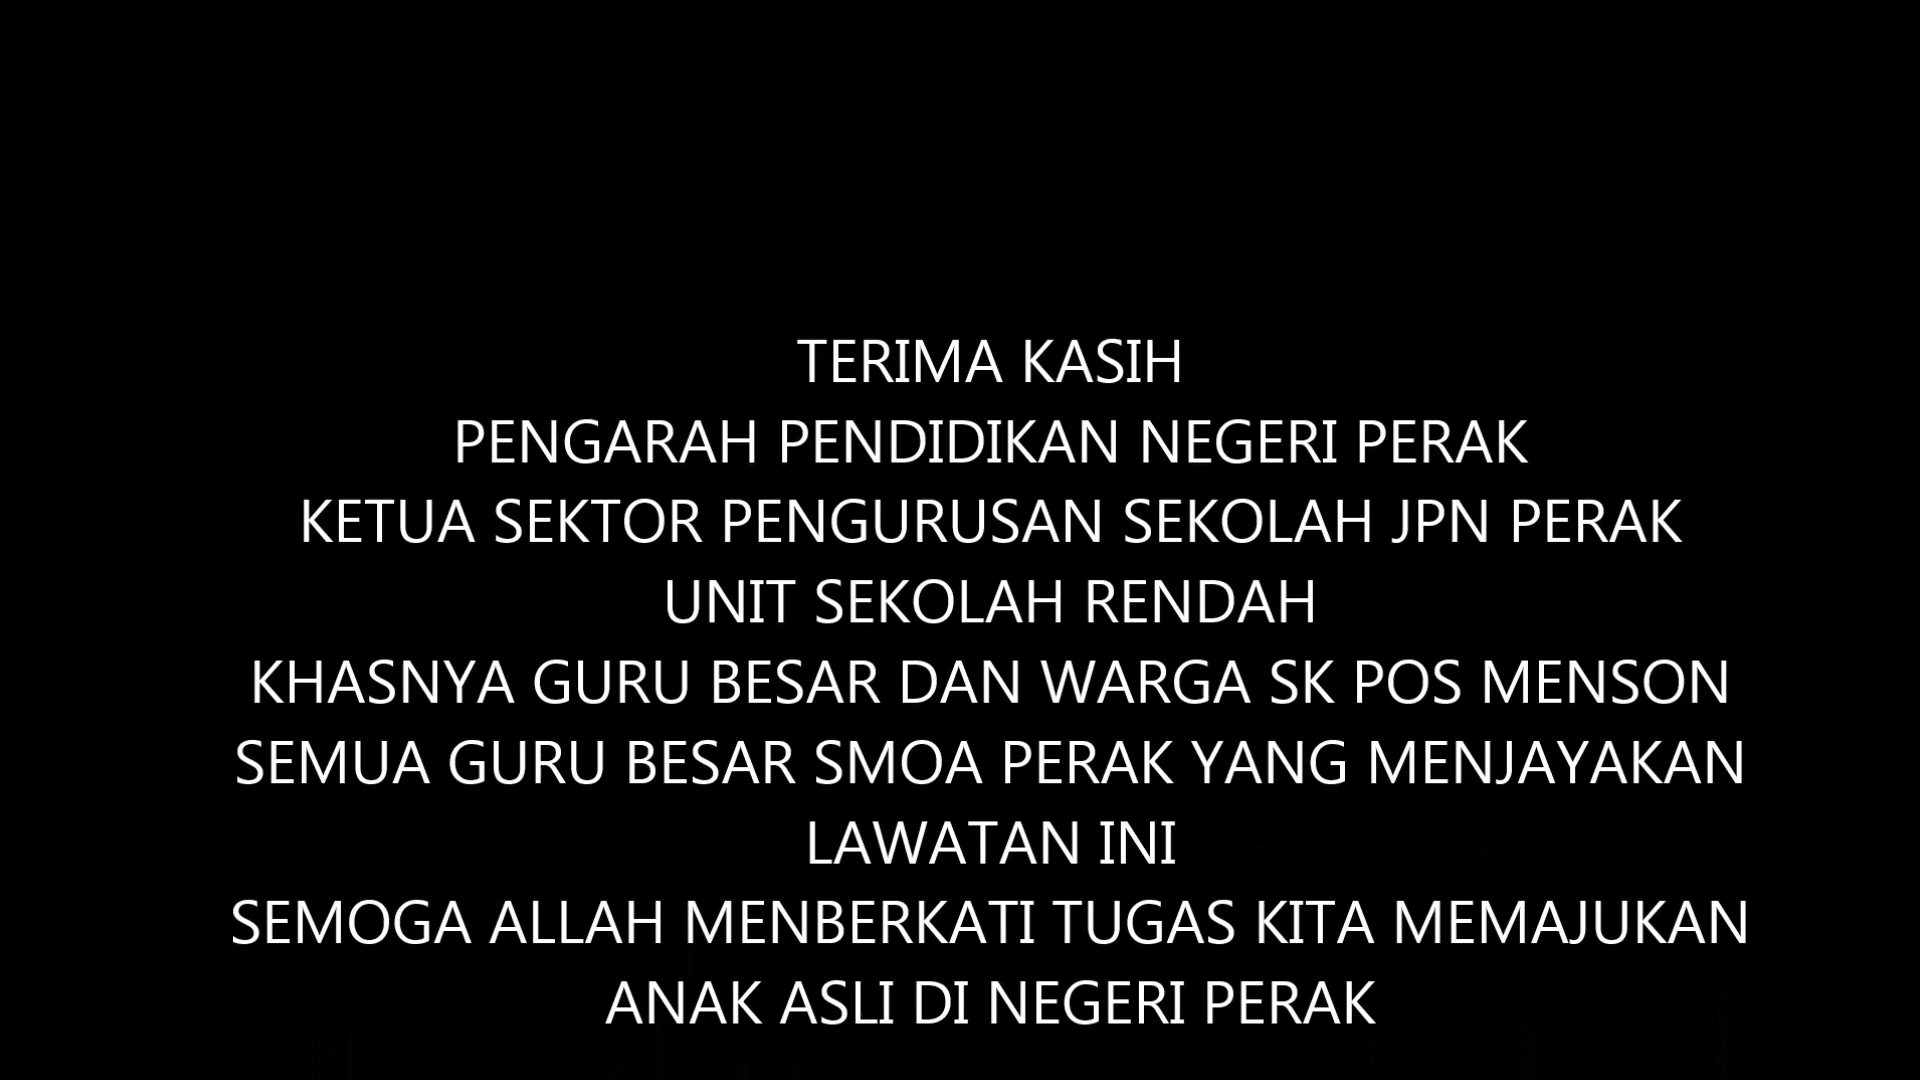 TERIMA KASIH
PENGARAH PENDIDIKAN NEGERI PERAK
KETUA SEKTOR PENGURUSAN SEKOLAH JPN PERAK
UNIT SEKOLAH RENDAH
KHASNYA GURU BESAR DAN WARGA SK POS MENSON
SEMUA GURU BESAR SMOA PERAK YANG MENJAYAKAN
LAWATAN INI
SEMOGA ALLAH MENBERKATI TUGAS KITA MEMAJUKAN
ANAK ASLI DI NEGERI PERAK